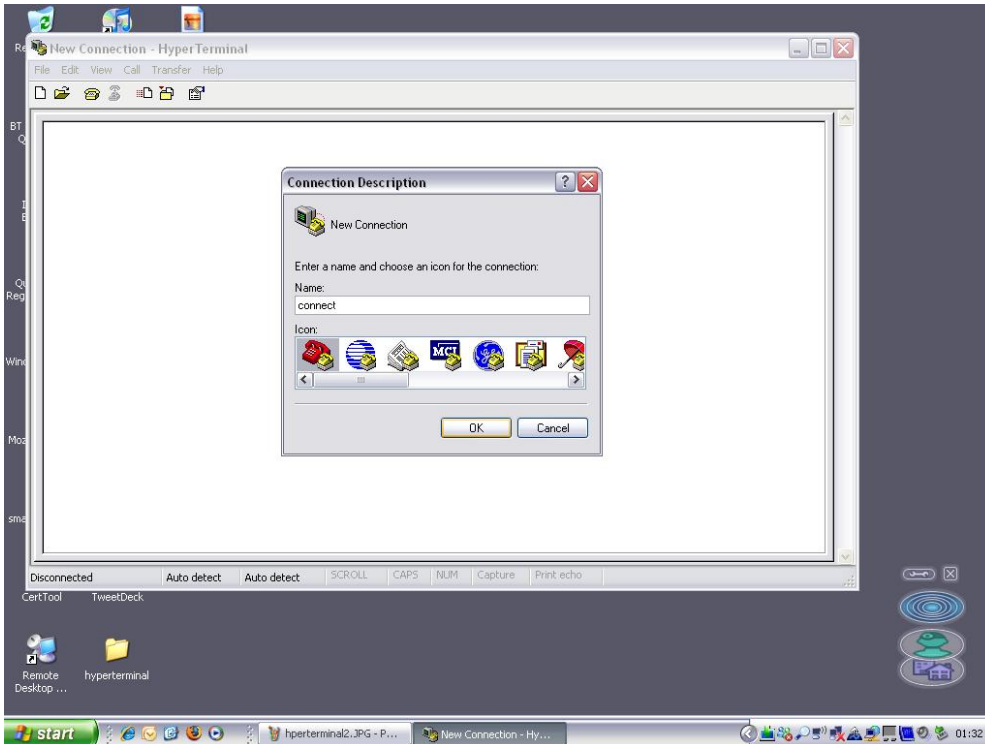 New Connection - HyperTerminal
File Edit View Call Transfer Help
BT
Connection Description
New Connection
Enter a name and choose an icon for the connection:
Name:
connect
Icon:
MCI
OK Cancel
Disconnected Auto detect Auto detect SCROLL CAPS NUM Capture Print echo
CertTool TweetDeck
Remote
Desktop ...
hyperterminal
start hperterminal2.JPG - P... New Connection - Hy... 01:32